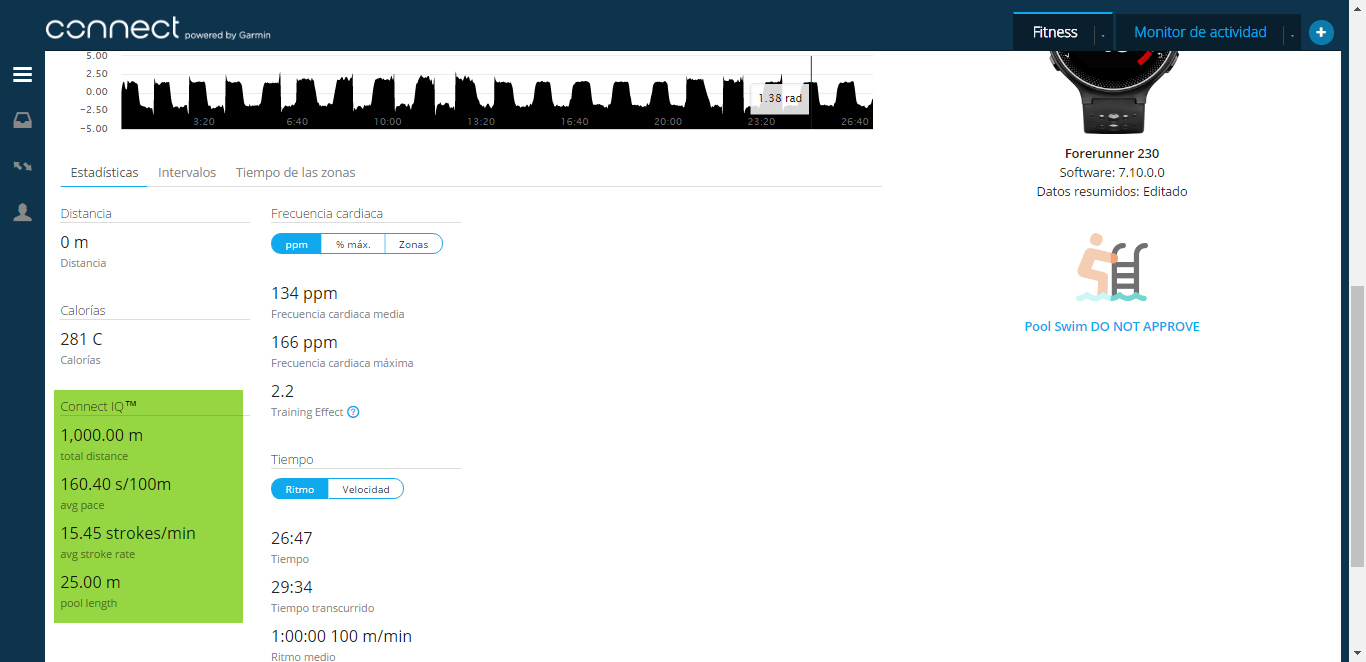 connect powered by Garmin
Fitness
Monitor de actividad
5.00
2.50
0.00
−2.50
−5.00
1.38 rad
3:20 6:40 10:00 13:20 16:40 20:00 23:20 26:40
Estadísticas Intervalos Tiempo de las zonas
Distancia
0 m
Distancia
Calorías
281 C
Calorías
Connect IQ™
1,000.00 m
total distance
160.40 s/100m
avg pace
15.45 strokes/min
avg stroke rate
25.00 m
pool length
Frecuencia cardiaca
ppm % máx. Zonas
134 ppm
Frecuencia cardiaca media
166 ppm
Frecuencia cardiaca máxima
2.2
Training Effect ?
Tiempo
Ritmo Velocidad
26:47
Tiempo
29:34
Tiempo transcurrido
1:00:00 100 m/min
Ritmo medio
Forerunner 230
Software: 7.10.0.0
Datos resumidos: Editado
Pool Swim DO NOT APPROVE